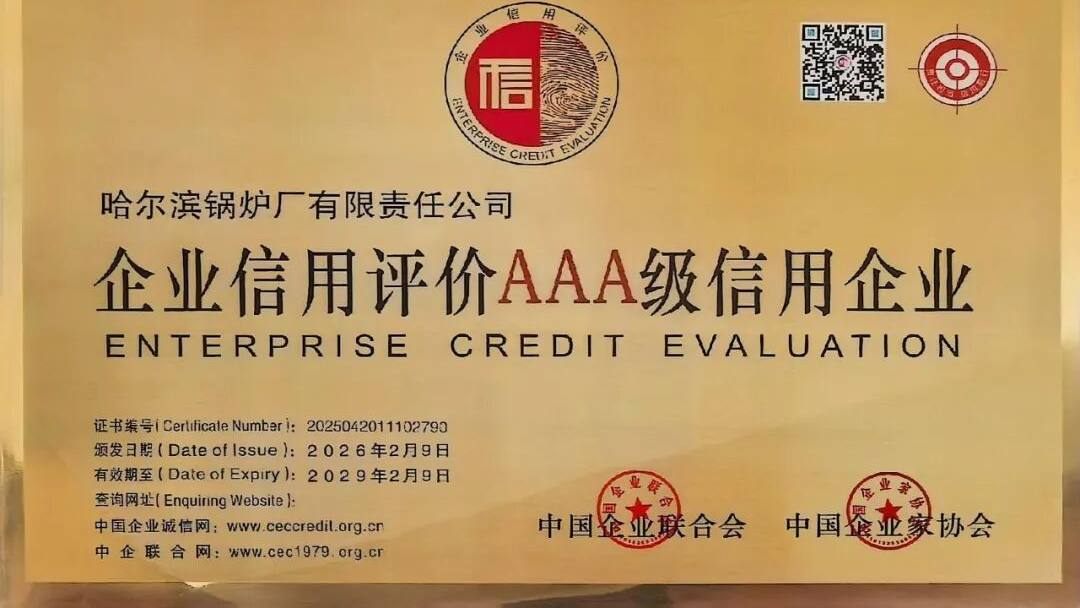 企业信用评价
信
ENTERPRISE CREDIT EVALUATION
哈尔滨锅炉厂有限责任公司
企业信用评价AAA级信用企业
ENTERPRISE CREDIT EVALUATION
证书编号(Certificate Number): 2025042011102790
颁发日期(Date of Issue): 2026年2月9日
有效期至(Date of Expiry): 2029年2月9日
查询网址(Enquiring Website):
中国企业诚信网: www.ceccredit.org.cn
中企联合网: www.cec1979.org.cn
中国企业联合会
中国企业家协会